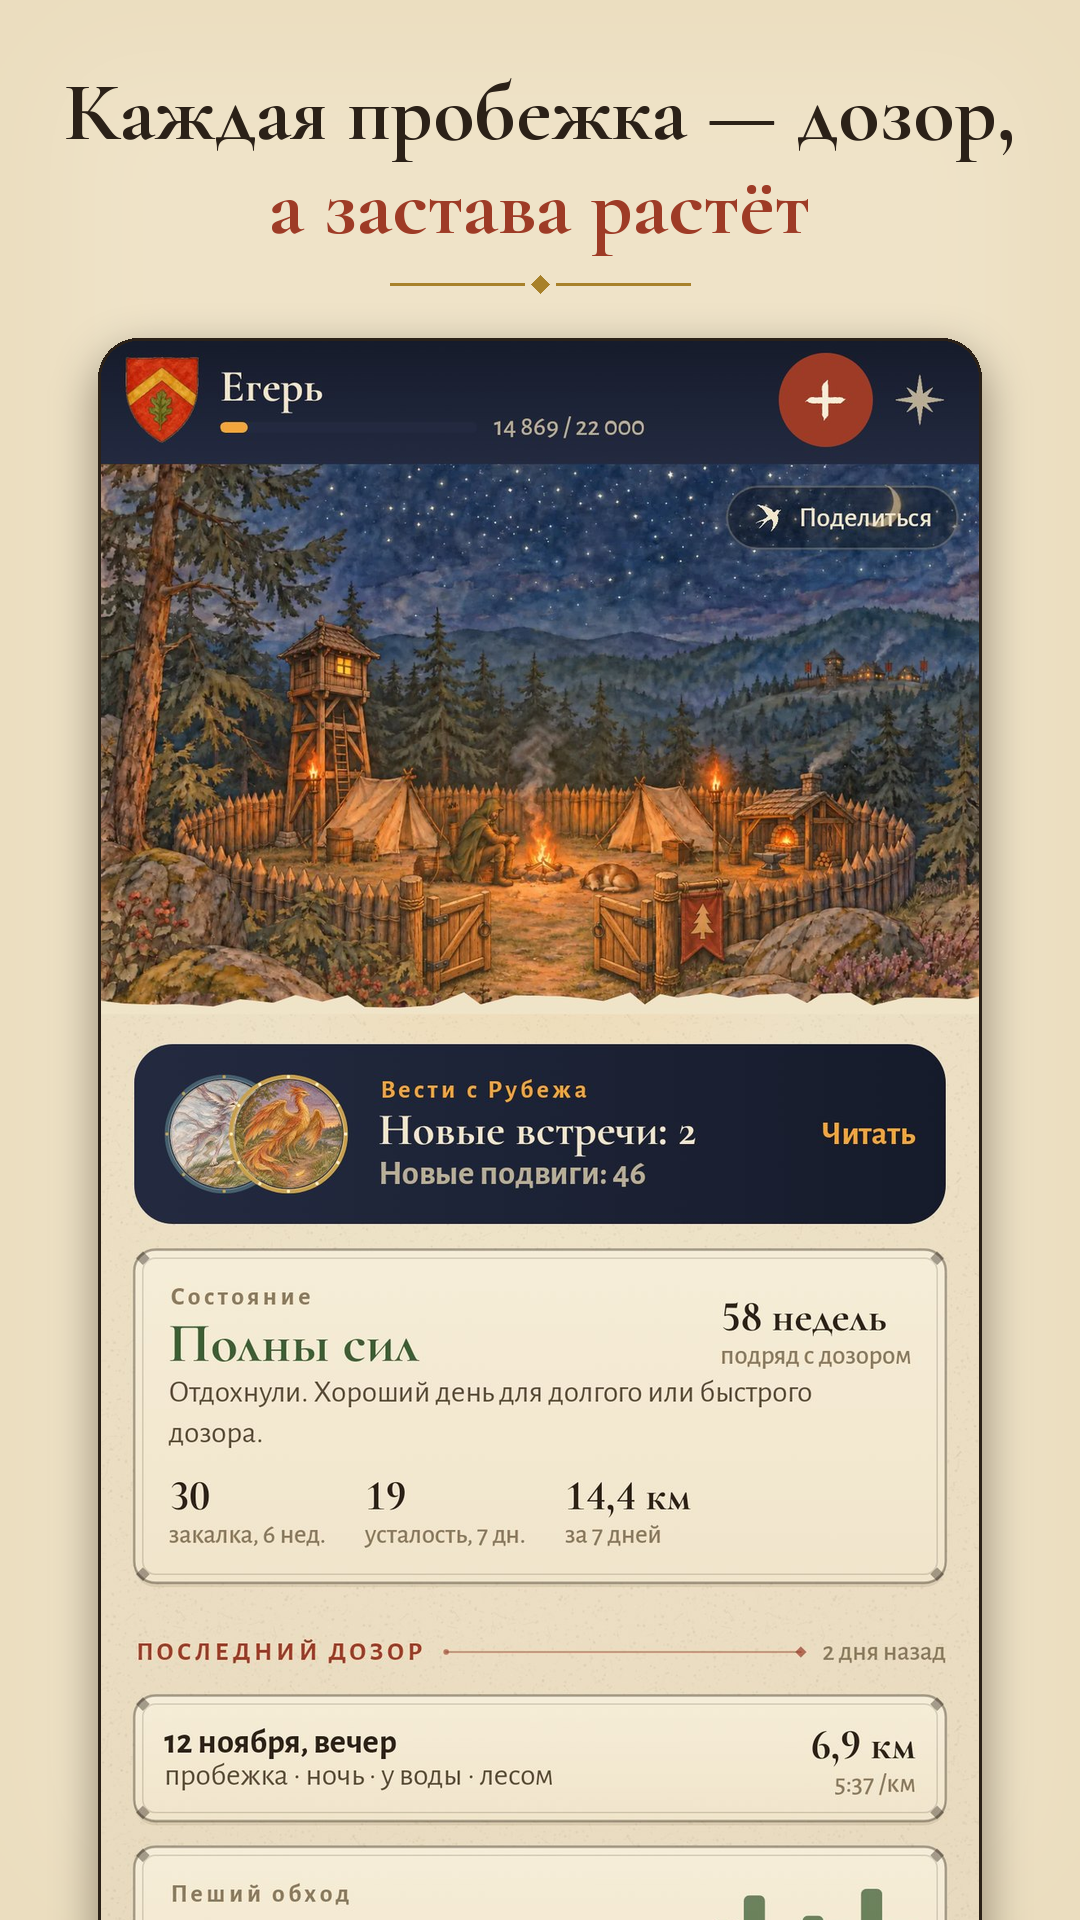 Каждая пробежка — дозор,
а застава растёт
Егерь
14 869 / 22 000
Поделиться
Вести с Рубежа
Новые встречи: 2
Новые подвиги: 46
Читать
Состояние
Полны сил
58 недель
подряд с дозором
Отдохнули. Хороший день для долгого или быстрого
дозора.
30
закалка, 6 нед.
19
усталость, 7 дн.
14,4 км
за 7 дней
ПОСЛЕДНИЙ ДОЗОР
2 дня назад
12 ноября, вечер
пробежка · ночь · у воды · лесом
6,9 км
5:37 /км
Пеший обход